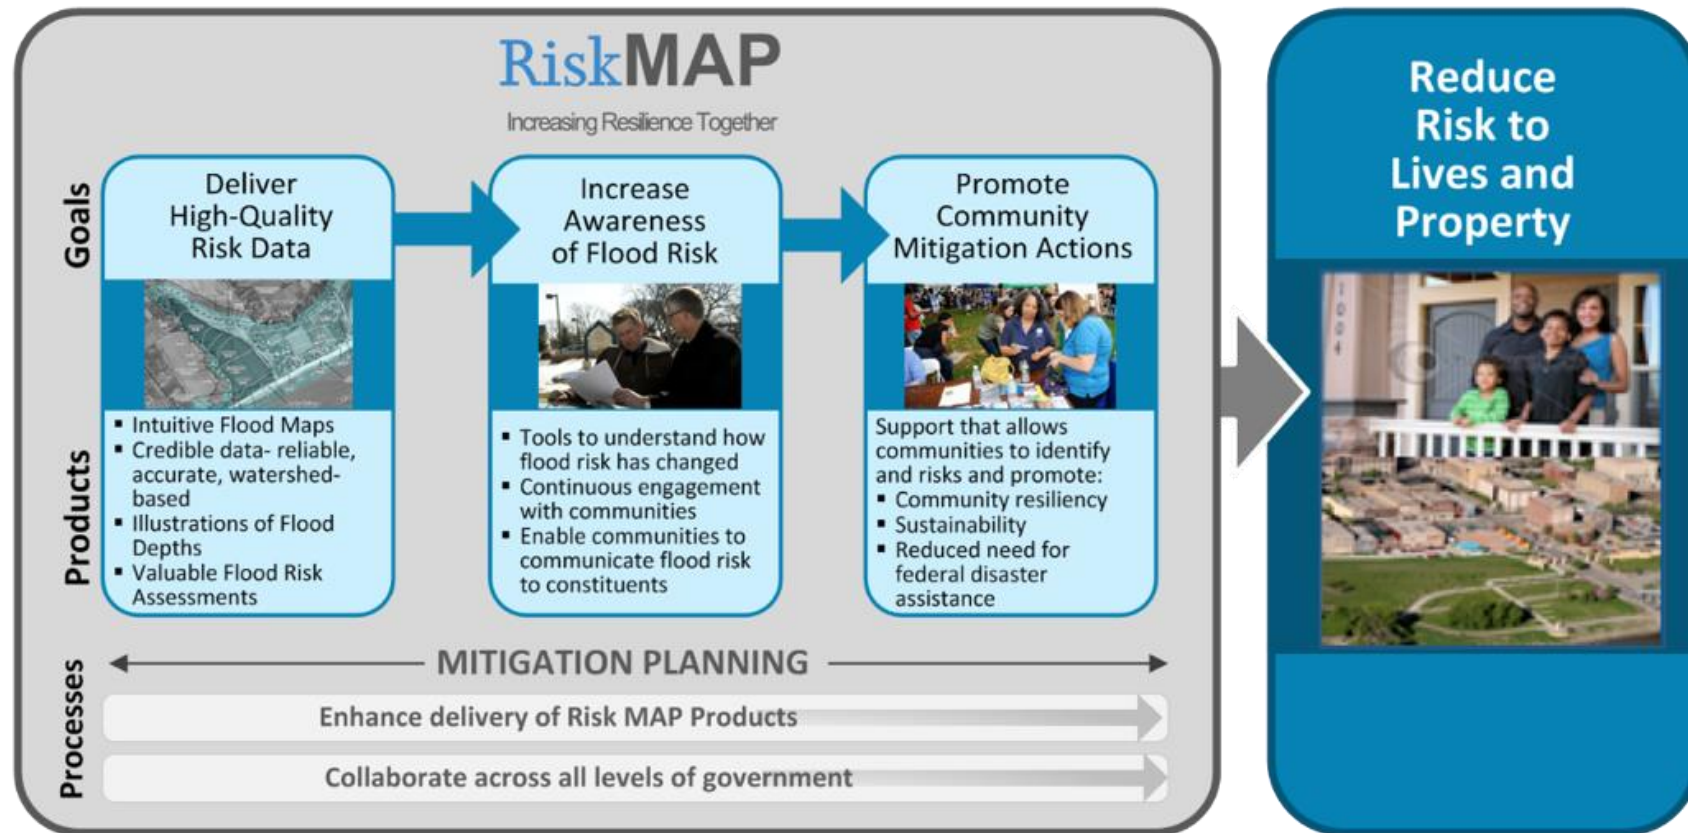 RiskMAP
Increasing Resilience Together
Goals
Deliver
High-Quality
Risk Data
Increase
Awareness
of Flood Risk
Promote
Community
Mitigation Actions
Products
▪ Intuitive Flood Maps
▪ Credible data- reliable,
accurate, watershed-
based
▪ Illustrations of Flood
Depths
▪ Valuable Flood Risk
Assessments
▪ Tools to understand how
flood risk has changed
▪ Continuous engagement
with communities
▪ Enable communities to
communicate flood risk
to constituents
Support that allows
communities to identify
and risks and promote:
▪ Community resiliency
▪ Sustainability
▪ Reduced need for
federal disaster
assistance
Processes
MITIGATION PLANNING
Enhance delivery of Risk MAP Products
Collaborate across all levels of government
Reduce
Risk to
Lives and
Property
1004